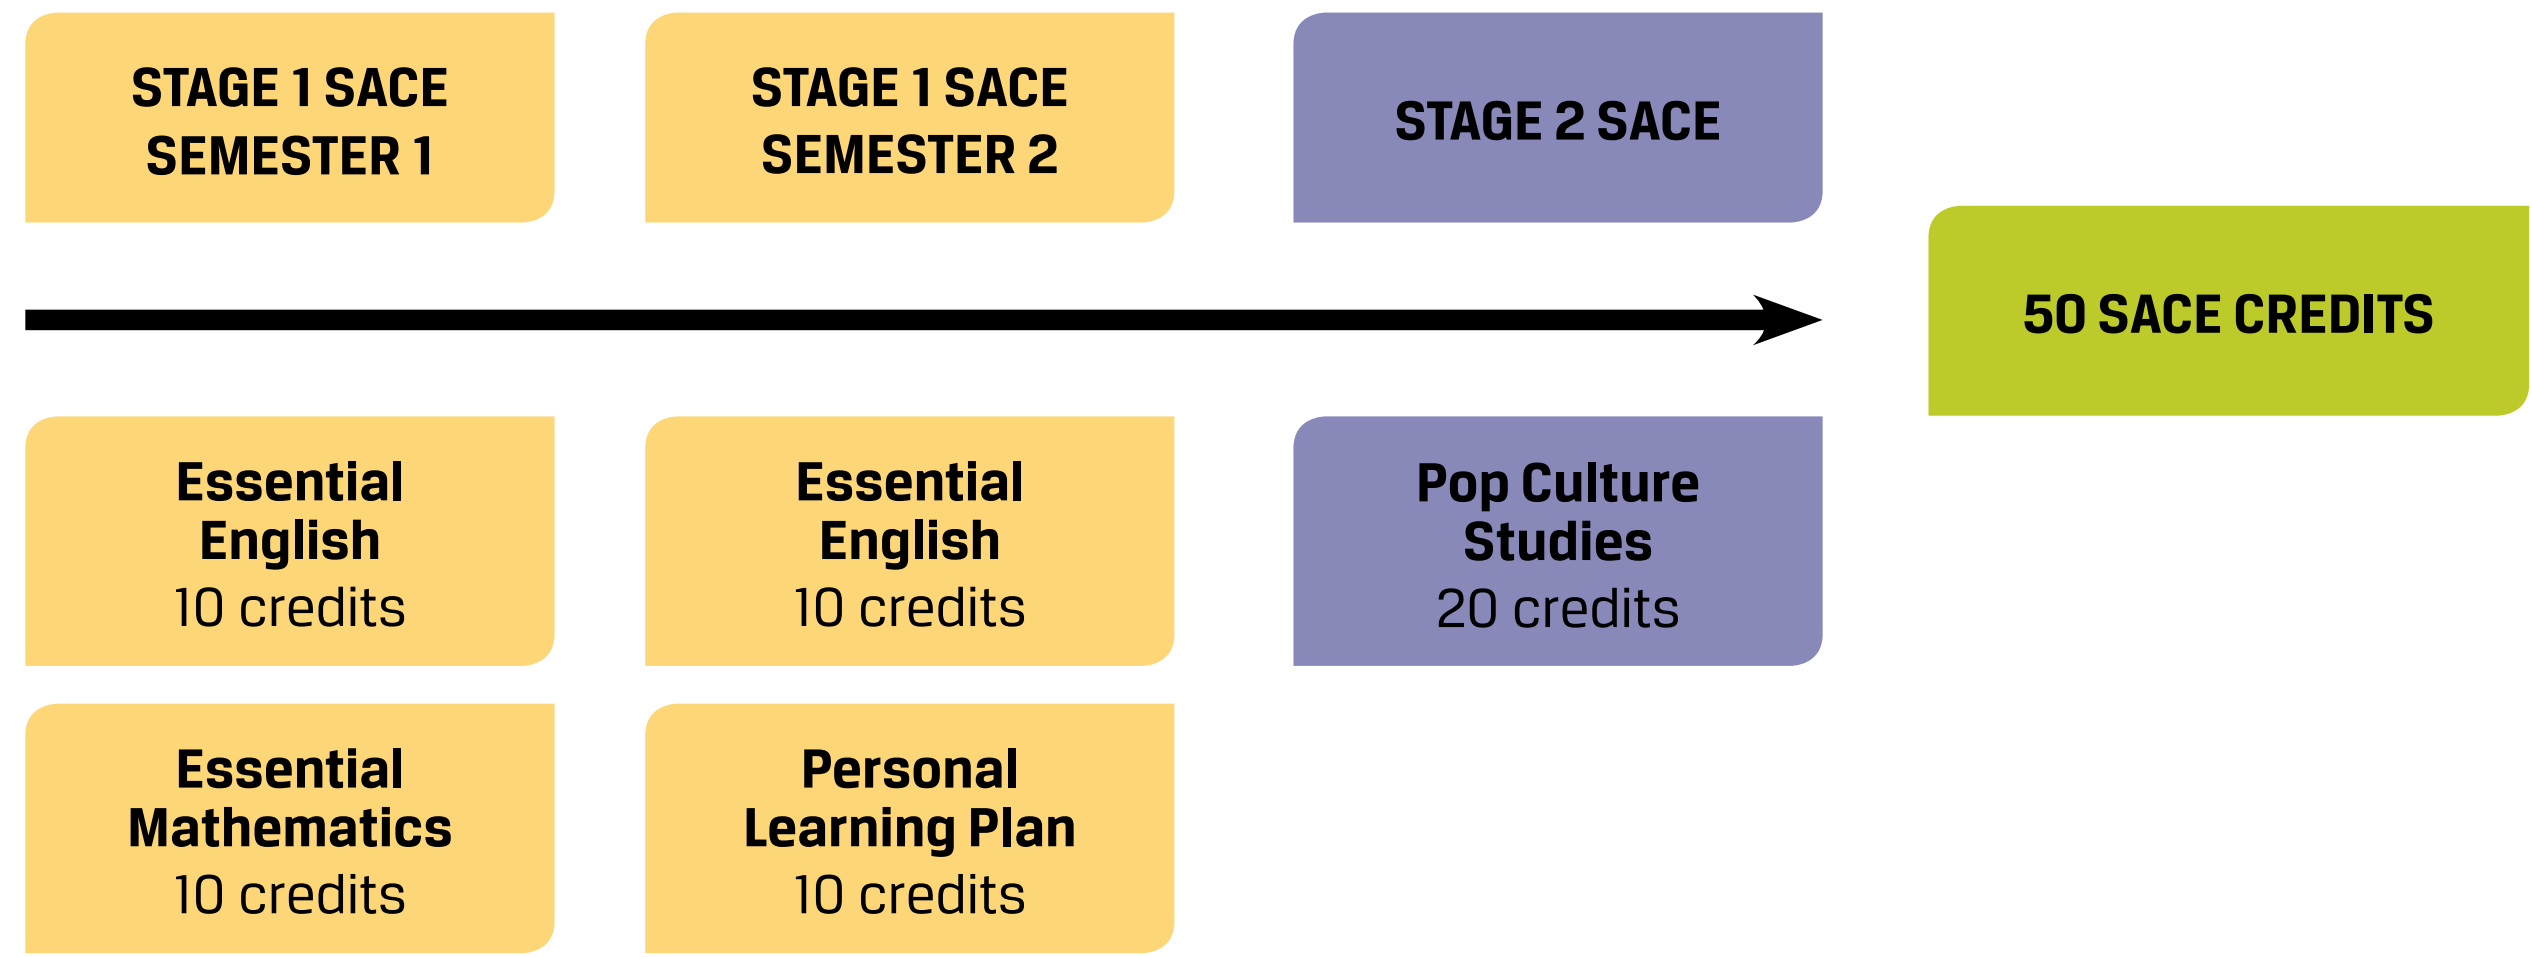 STAGE 1 SACE
SEMESTER 1
STAGE 1 SACE
SEMESTER 2
STAGE 2 SACE
50 SACE CREDITS
Essential
English
10 credits
Essential
English
10 credits
Pop Culture
Studies
20 credits
Essential
Mathematics
10 credits
Personal
Learning Plan
10 credits